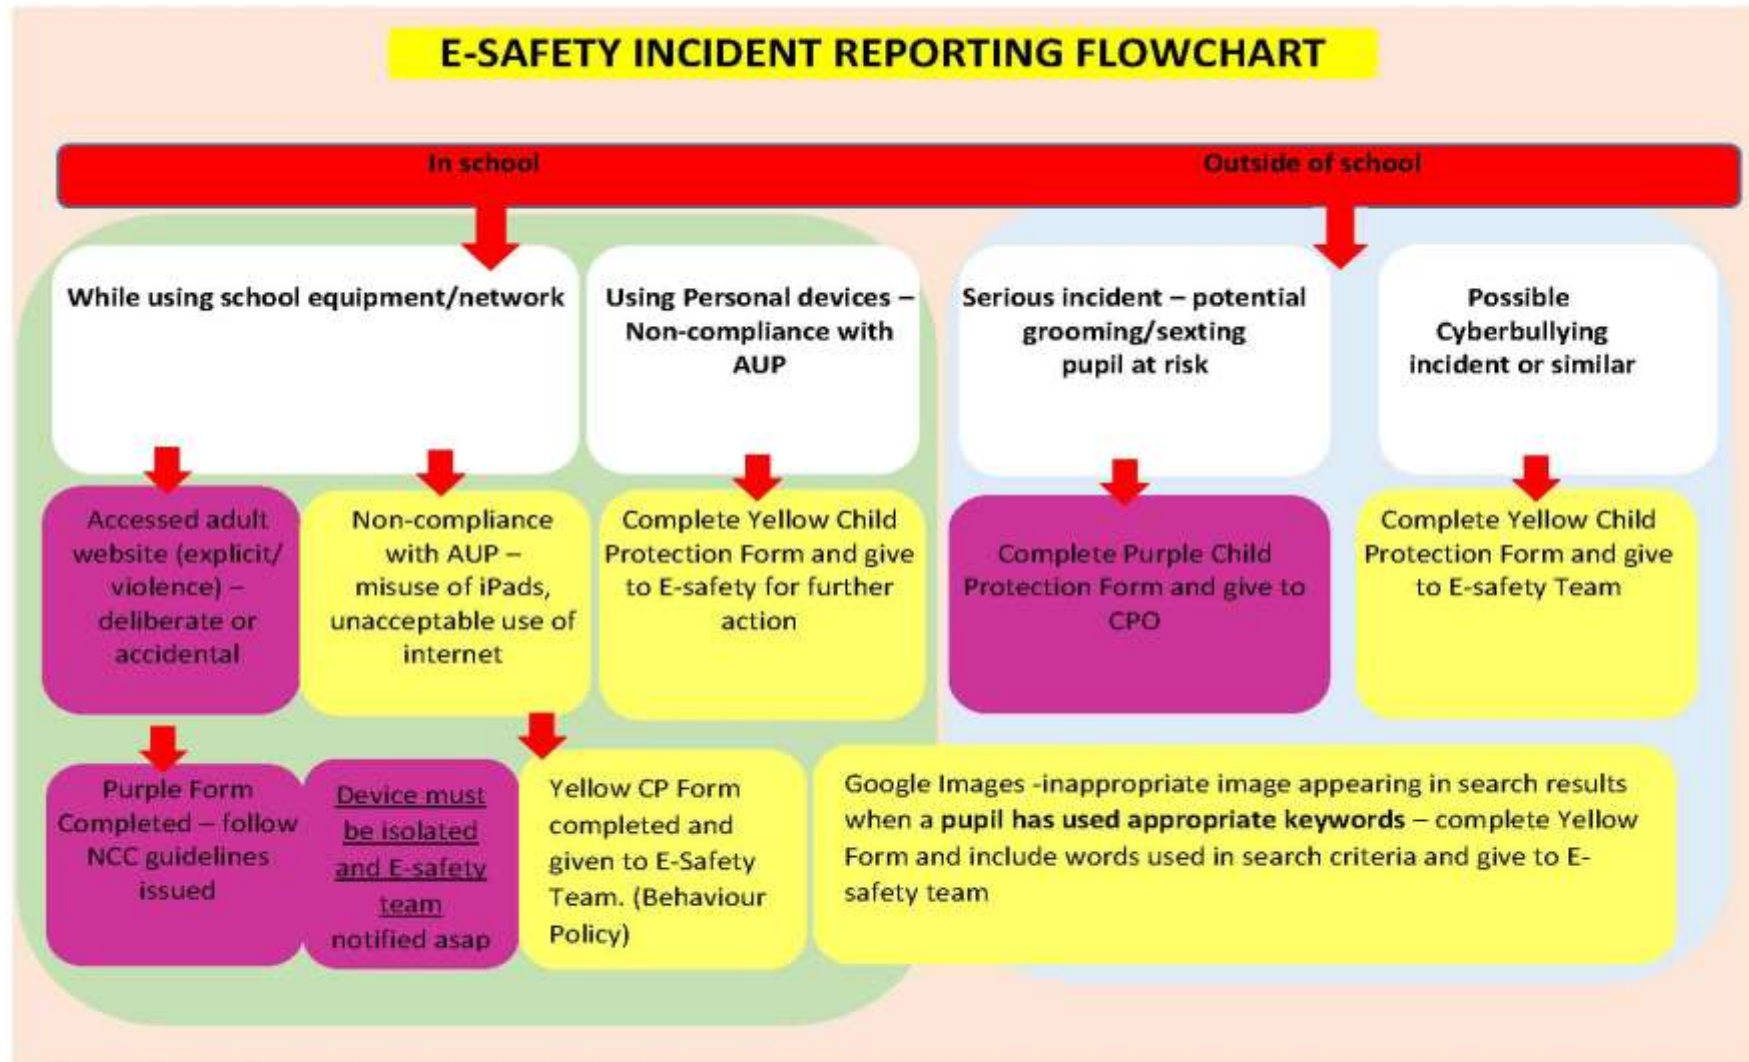 E-SAFETY INCIDENT REPORTING FLOWCHART
In school
Outside of school
While using school equipment/network
Using Personal devices –
Non-compliance with
AUP
Serious incident – potential
grooming/sexting
pupil at risk
Possible
Cyberbullying
incident or similar
Accessed adult
website (explicit/
violence) –
deliberate or
accidental
Non-compliance
with AUP –
misuse of iPads,
unacceptable use of
internet
Complete Yellow Child
Protection Form and give
to E-safety for further
action
Complete Purple Child
Protection Form and give to
CPO
Complete Yellow Child
Protection Form and give
to E-safety Team
Purple Form
Completed – follow
NCC guidelines
issued
Device must
be isolated
and E-safety
team
notified asap
Yellow CP Form
completed and
given to E-Safety
Team. (Behaviour
Policy)
Google Images -inappropriate image appearing in search results
when a pupil has used appropriate keywords – complete Yellow
Form and include words used in search criteria and give to E-
safety team